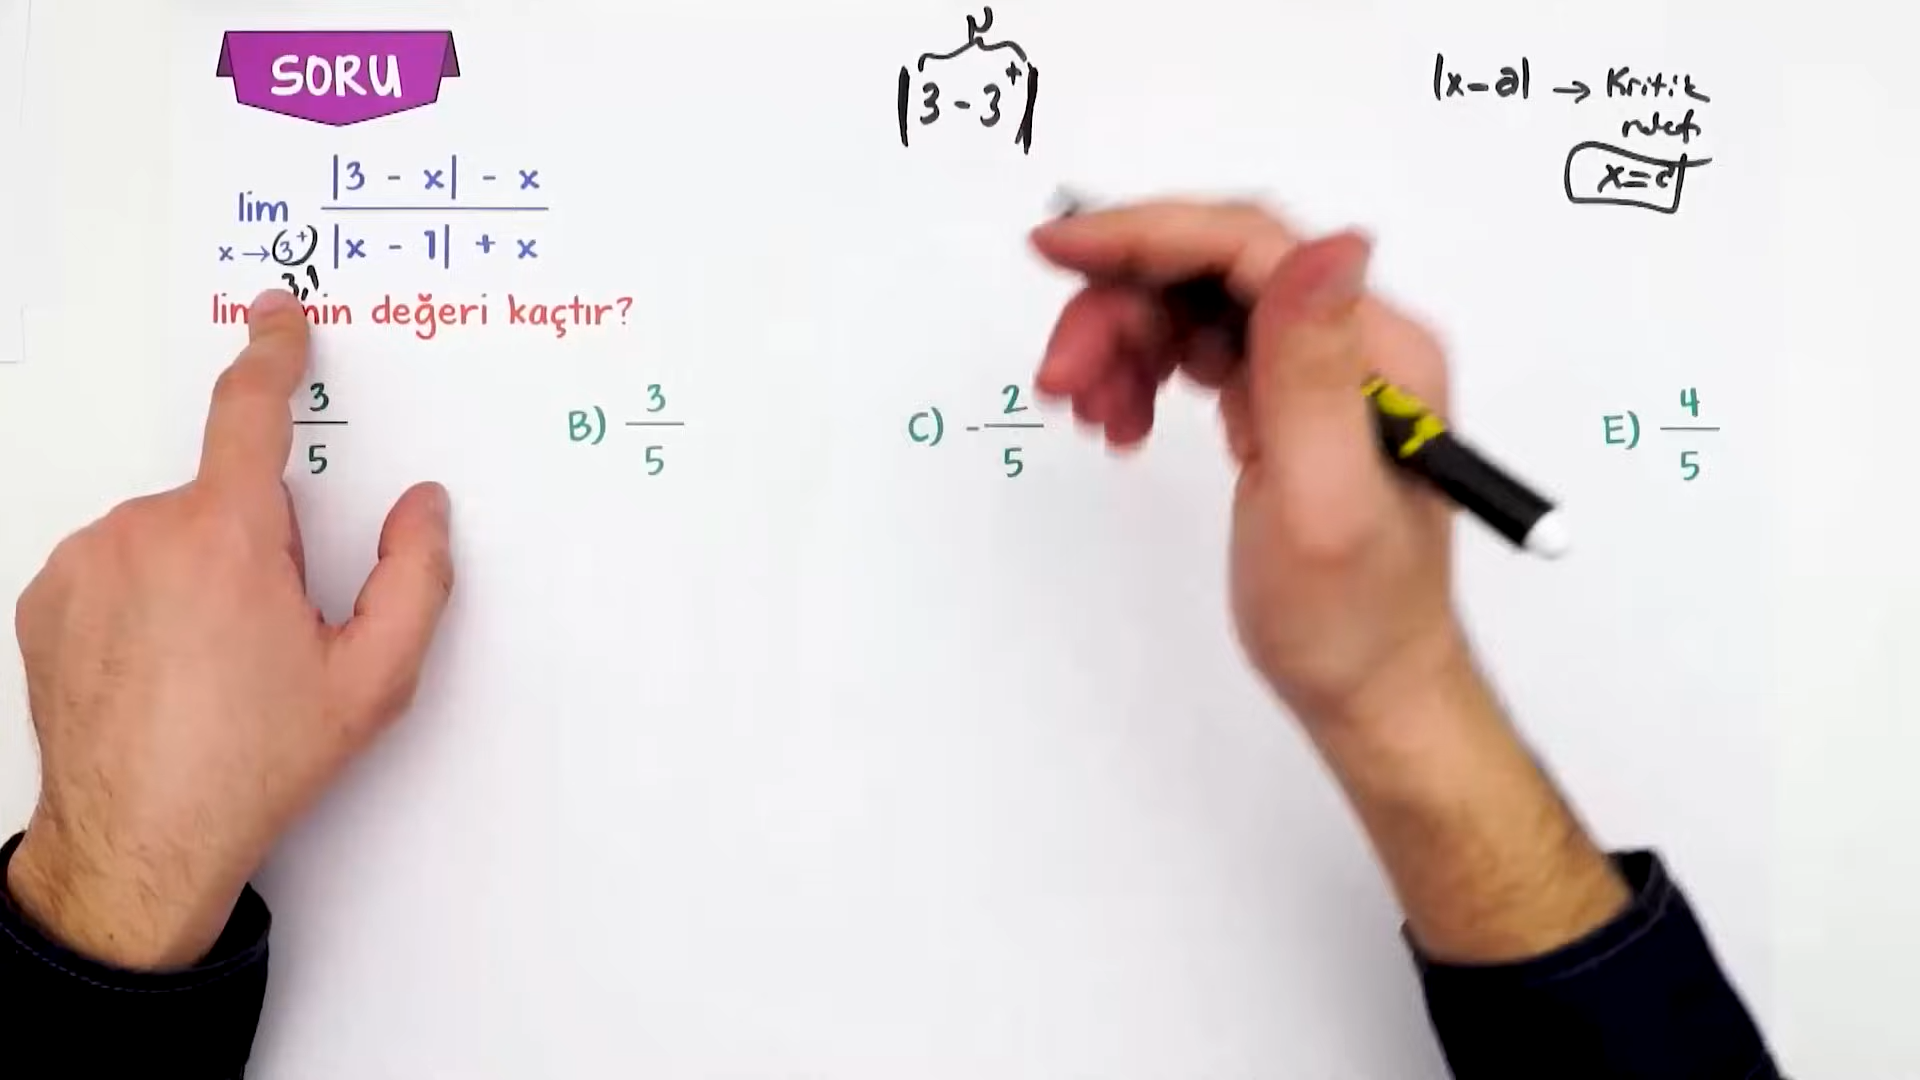 SORU
lim x→3⁺ |3 - x| - x / |x - 1| + x
3,1
değeri kaçtır?
3/5
B) 3/5
C) -2/5
E) 4/5
|3 - 3⁺|
|x-a| → Kritik
x=a